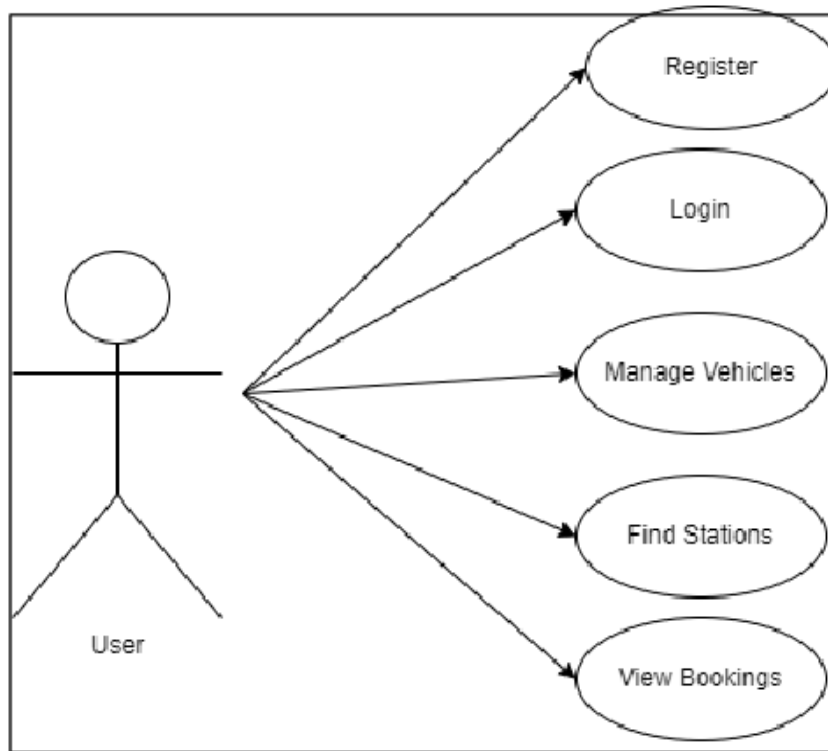 Register
Login
Manage Vehicles
Find Stations
User
View Bookings